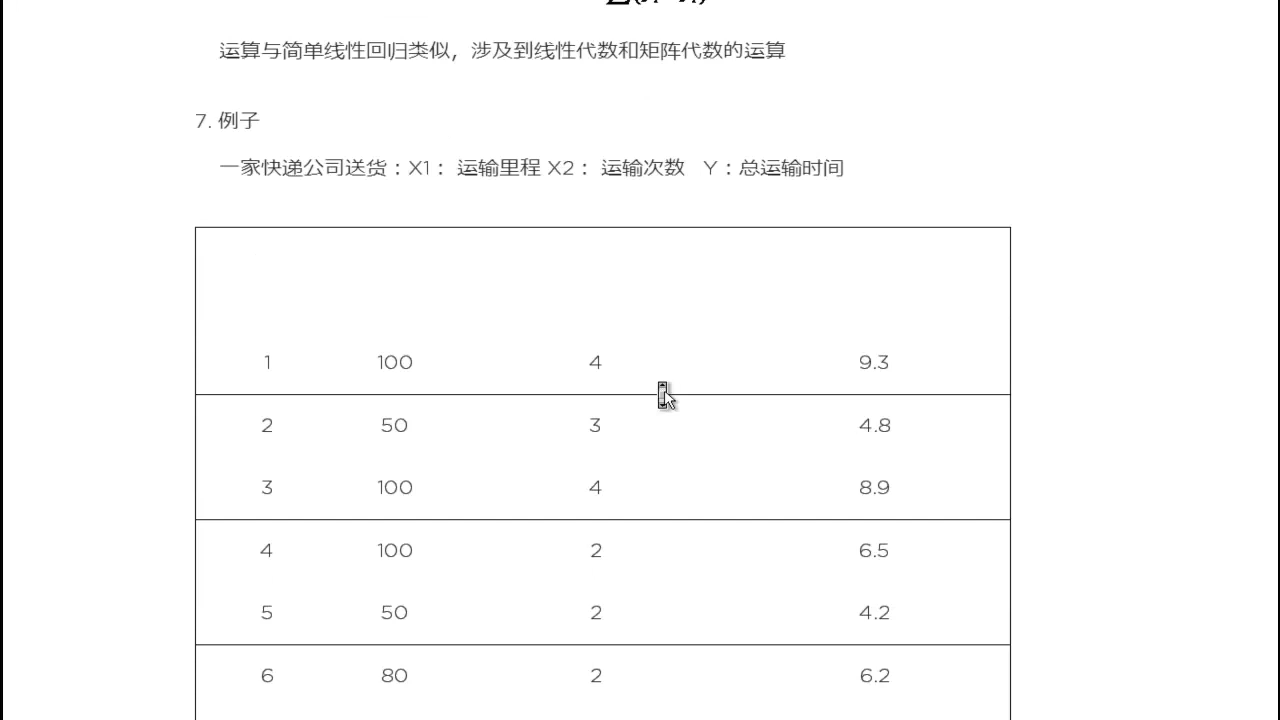 运算与简单线性回归类似，涉及到线性代数和矩阵代数的运算
7. 例子
一家快递公司送货：X1： 运输里程 X2： 运输次数 Y：总运输时间
1 100 4 9.3
2 50 3 4.8
3 100 4 8.9
4 100 2 6.5
5 50 2 4.2
6 80 2 6.2